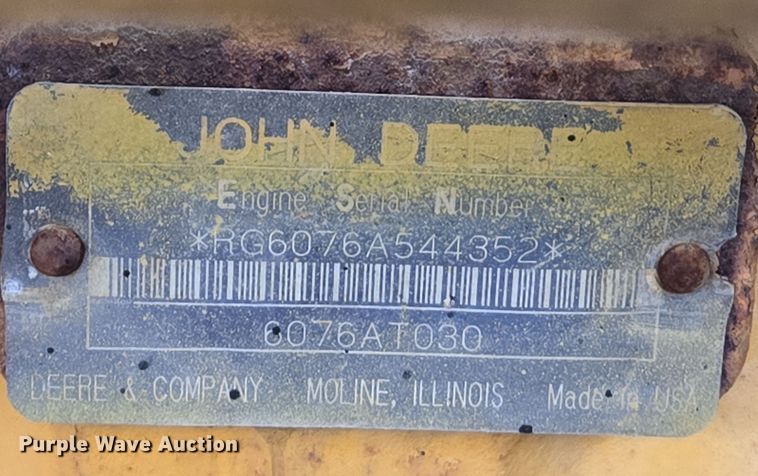 JOHN DEERE
Engine Serial Number
*RG6076A544352*
6076AT030
DEERE & COMPANY MOLINE, ILLINOIS Made in USA
Purple Wave Auction